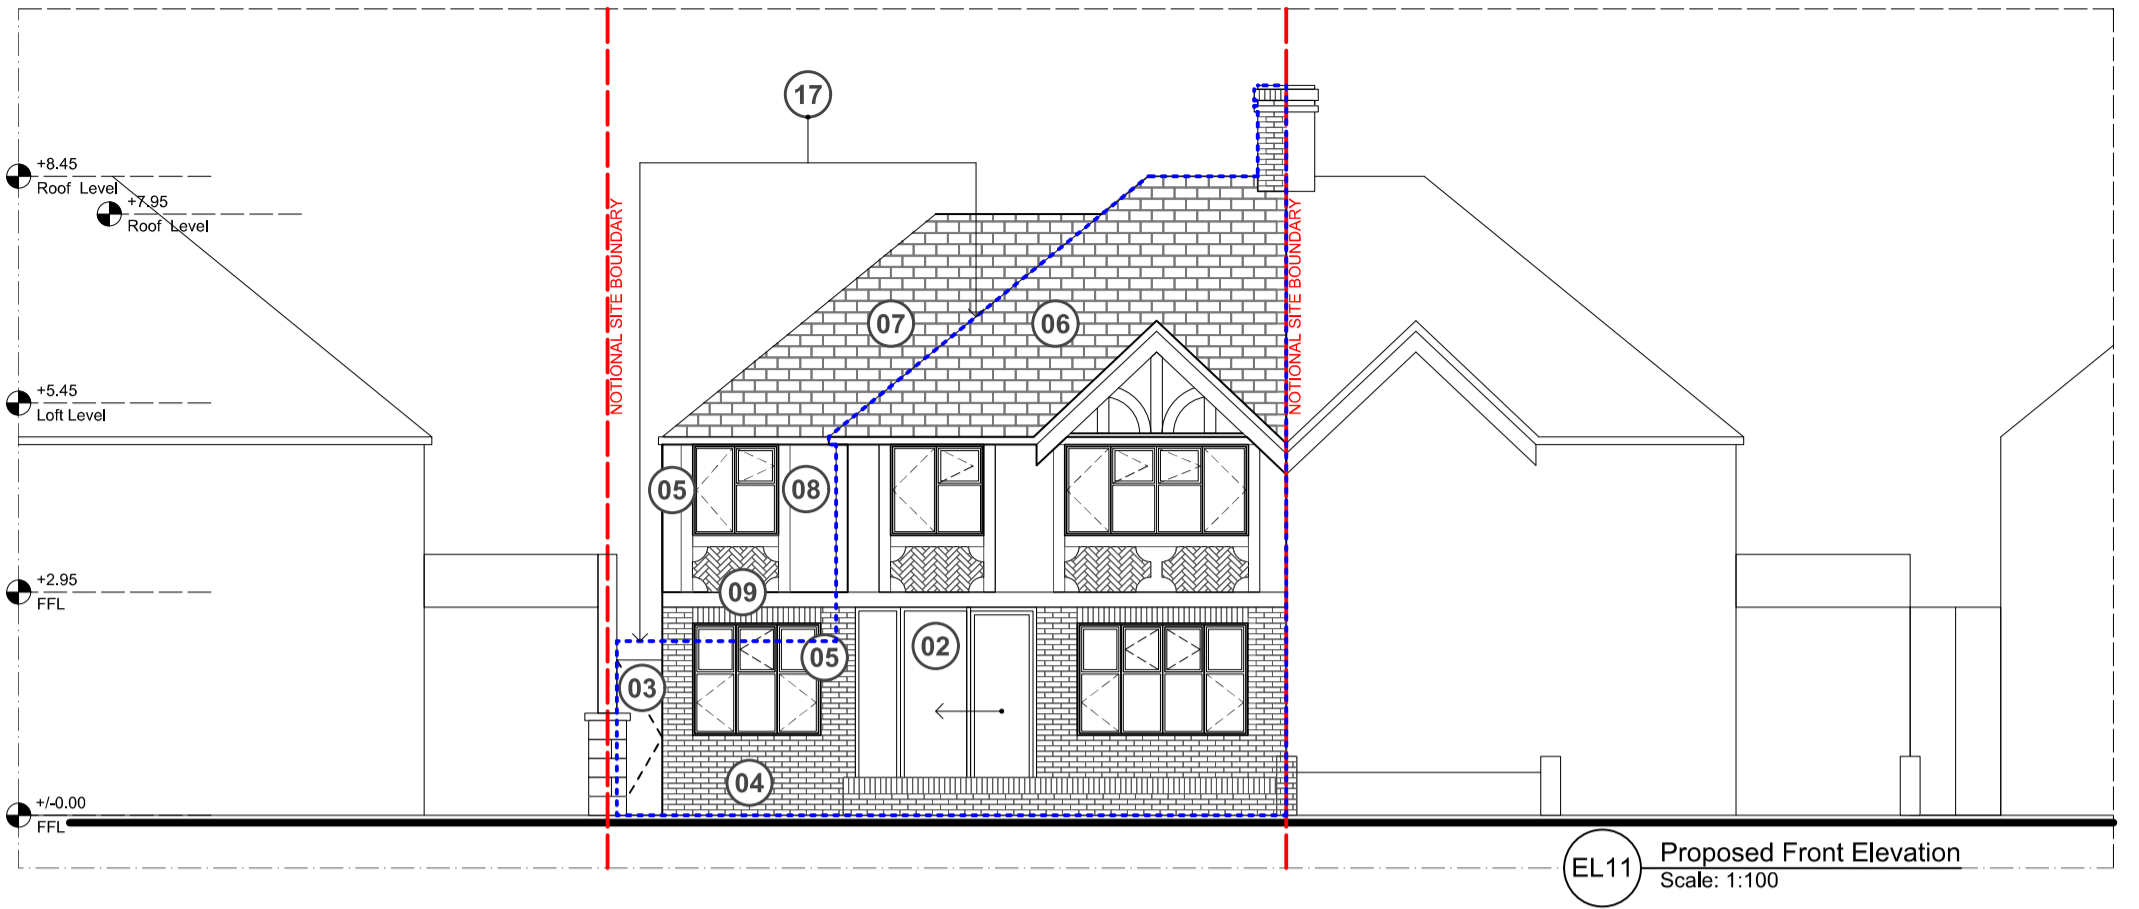 17
+8.45
Roof Level
+7.95
Roof Level
NOTIONAL SITE BOUNDARY
NOTIONAL SITE BOUNDARY
07
06
+5.45
Loft Level
05
08
+2.95
FFL
09
02
05
03
04
+/-0.00
FFL
EL11
Proposed Front Elevation
Scale: 1:100